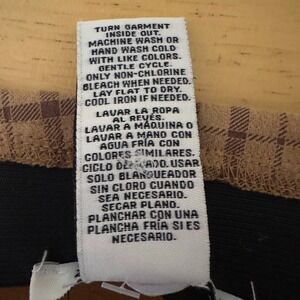 TURN GARMENT
INSIDE OUT.
MACHINE WASH OR
HAND WASH COLD
WITH LIKE COLORS.
GENTLE CYCLE.
ONLY NON-CHLORINE
BLEACH WHEN NEEDED.
LAY FLAT TO DRY.
COOL IRON IF NEEDED.
LAVAR LA ROPA
AL REVÉS.
LAVAR A MÁQUINA O
LAVAR A MANO CON
AGUA FRÍA CON
COLORES SIMILARES.
CICLO DELICADO. USAR
SOLO BLANQUEADOR
SIN CLORO CUANDO
SEA NECESARIO.
SECAR PLANO.
PLANCHAR CON UNA
PLANCHA FRÍA SI ES
NECESARIO.